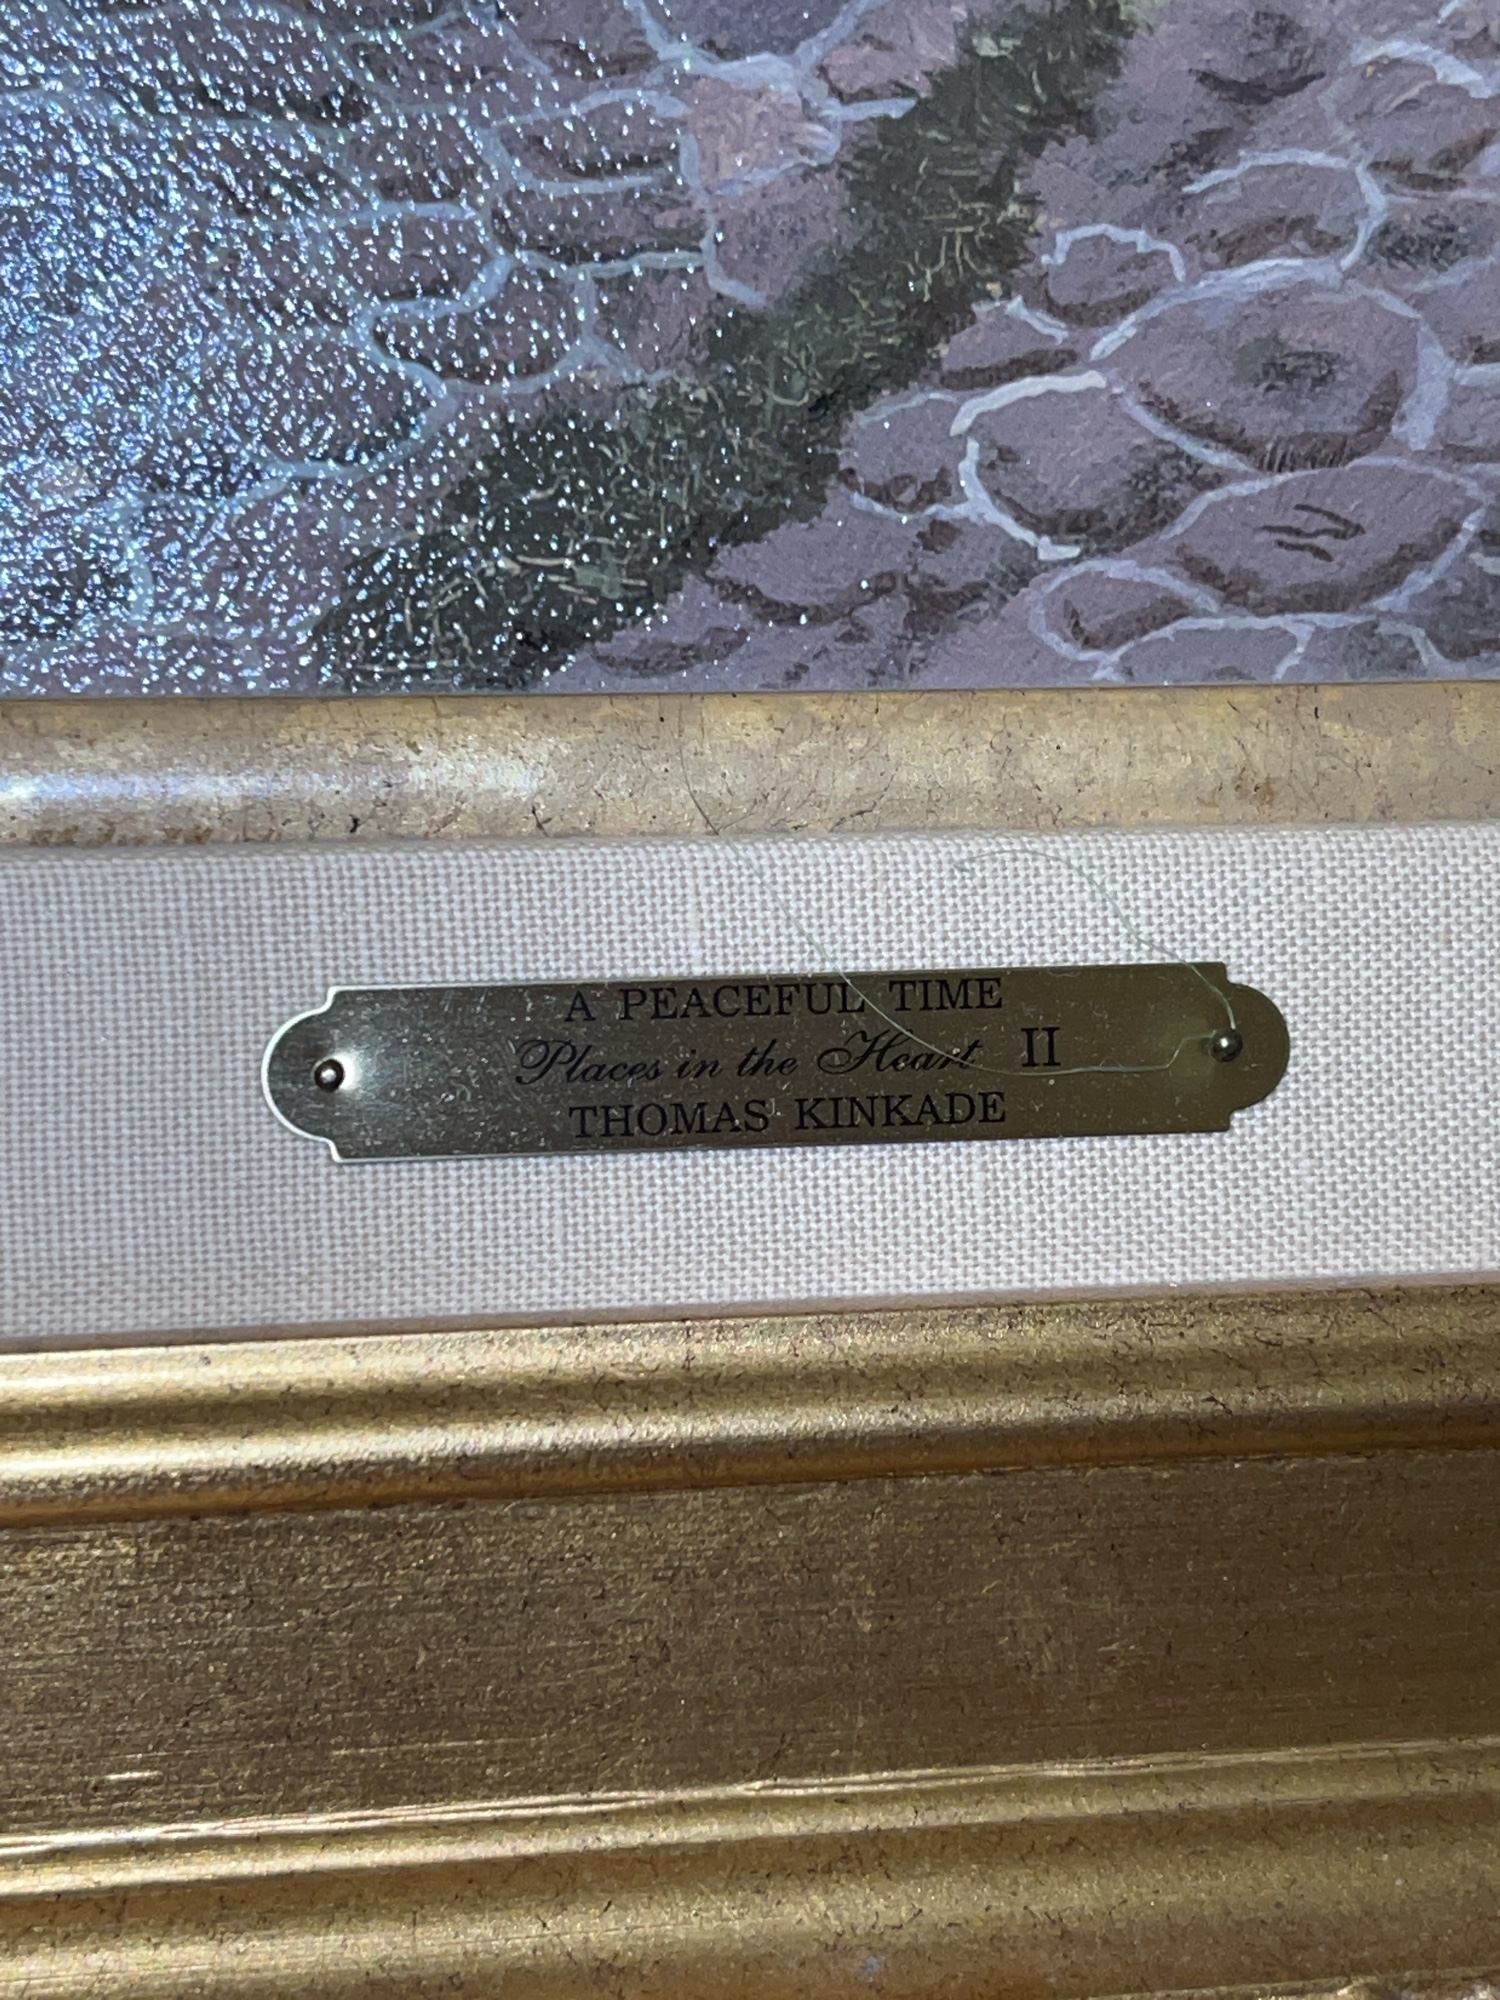 A PEACEFUL TIME
Places in the Heart II
THOMAS KINKADE